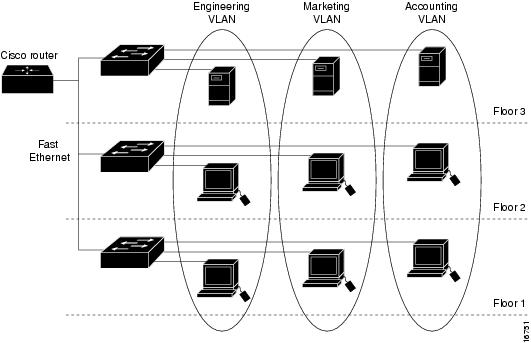 Engineering
VLAN
Marketing
VLAN
Accounting
VLAN
Cisco router
Floor 3
Fast
Ethernet
Floor 2
Floor 1
16751